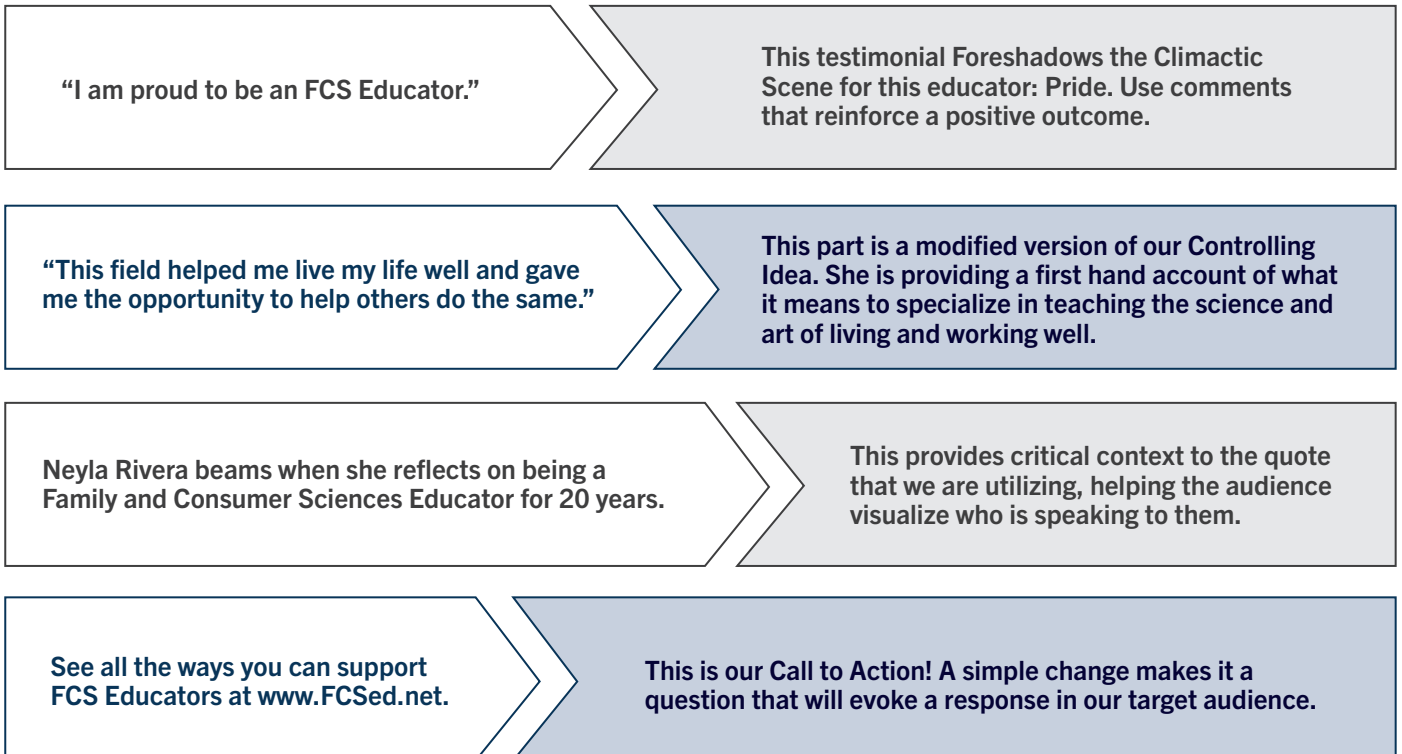 “I am proud to be an FCS Educator.”
This testimonial Foreshadows the Climactic
Scene for this educator: Pride. Use comments
that reinforce a positive outcome.
“This field helped me live my life well and gave
me the opportunity to help others do the same.”
This part is a modified version of our Controlling
Idea. She is providing a first hand account of what
it means to specialize in teaching the science and
art of living and working well.
Neyla Rivera beams when she reflects on being a
Family and Consumer Sciences Educator for 20 years.
This provides critical context to the quote
that we are utilizing, helping the audience
visualize who is speaking to them.
See all the ways you can support
FCS Educators at www.FCSed.net.
This is our Call to Action! A simple change makes it a
question that will evoke a response in our target audience.